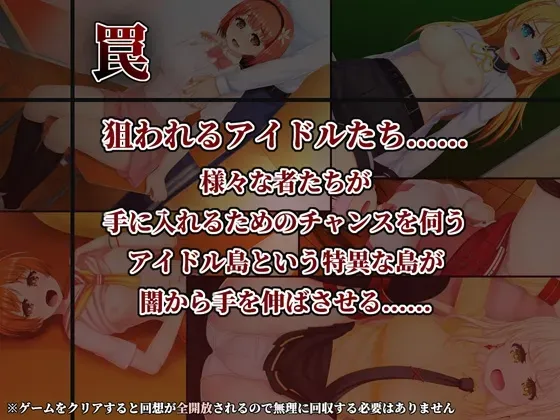 罠
狙われるアイドルたち……
様々な者たちが
手に入れるためのチャンスを伺う
アイドル島という特異な島が
闇から手を伸ばさせる……
※ゲームをクリアすると回想が全開放されるので無理に回収する必要はありません